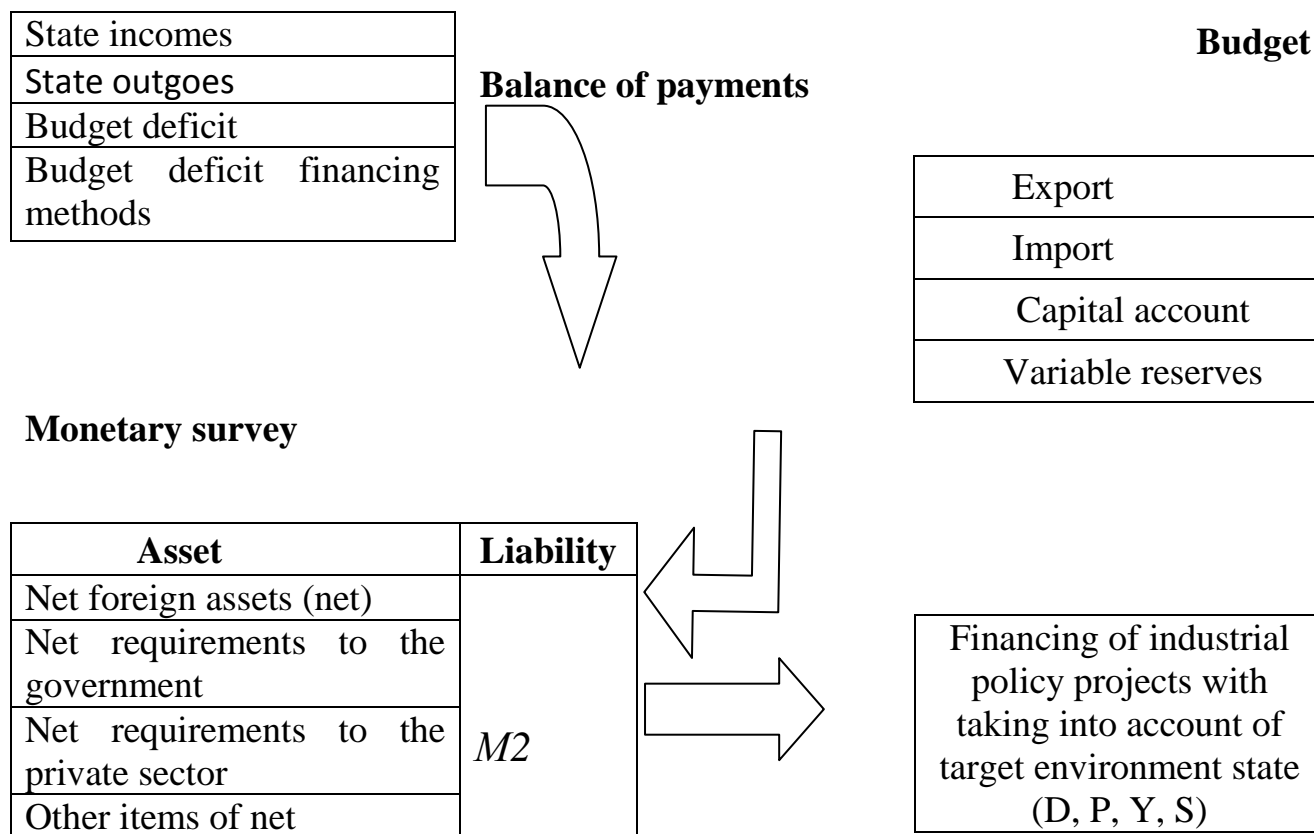 State incomes
State outgoes
Budget deficit
Budget deficit financing
methods
Balance of payments
Budget
Export
Import
Capital account
Variable reserves
Monetary survey
Asset
Liability
Net foreign assets (net)
Net requirements to the
government
Net requirements to the
private sector
Other items of net
M2
Financing of industrial
policy projects with
taking into account of
target environment state
(D, P, Y, S)